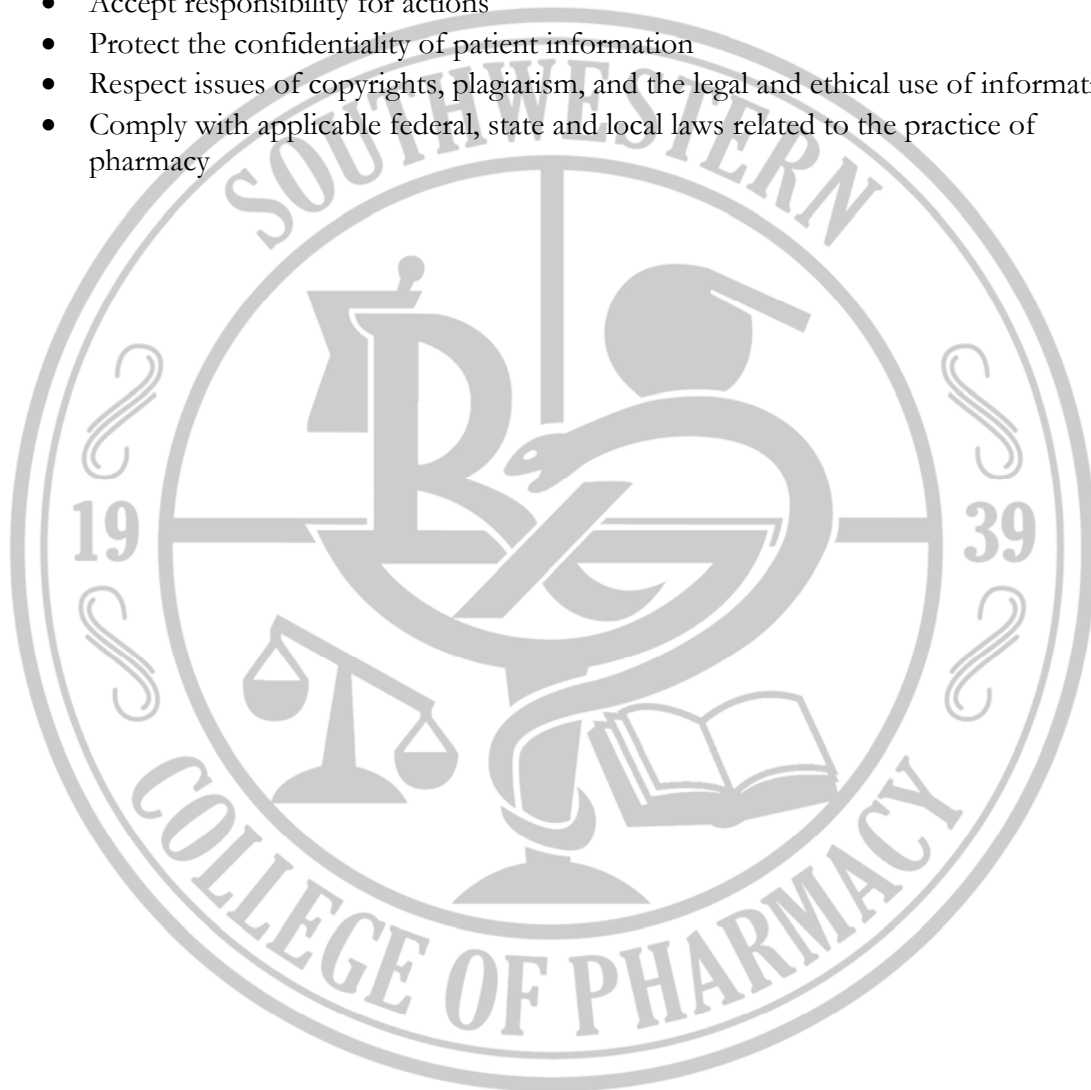 • Accept responsibility for actions
• Protect the confidentiality of patient information
• Respect issues of copyrights, plagiarism, and the legal and ethical use of informati
• Comply with applicable federal, state and local laws related to the practice of
pharmacy
SOUTHWESTERN
Rx
19
39
COLLEGE OF PHARMACY